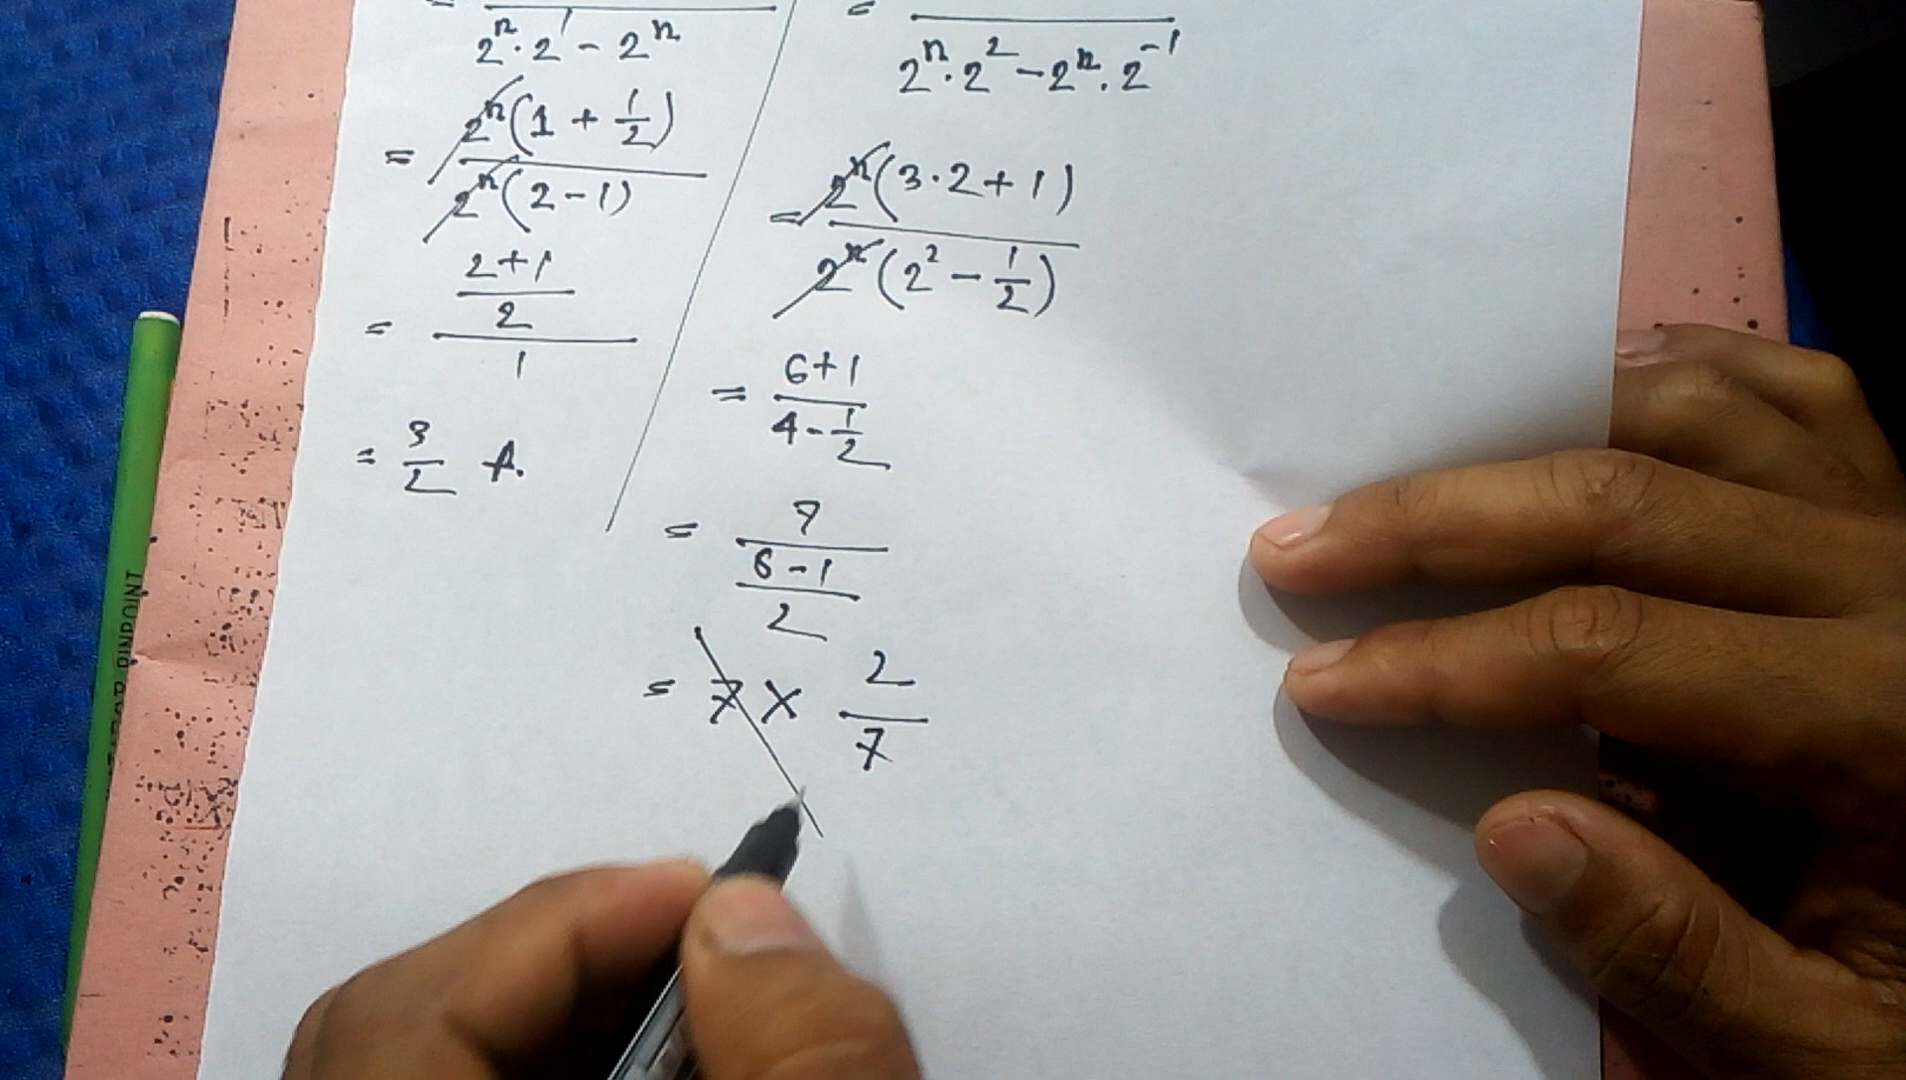 =
2^n · 2^1 - 2^n
= 2^n (1 + 1/2) / 2^n (2 - 1)
= ((2 + 1)/2) / 1
= 3/2 A.
=
2^n · 2^2 - 2^n . 2^-1
= 2^n (3 · 2 + 1) / 2^n (2^2 - 1/2)
= (6 + 1) / (4 - 1/2)
= 7 / ((6 - 1)/2)
= 7 × 2/7
PINPOINT